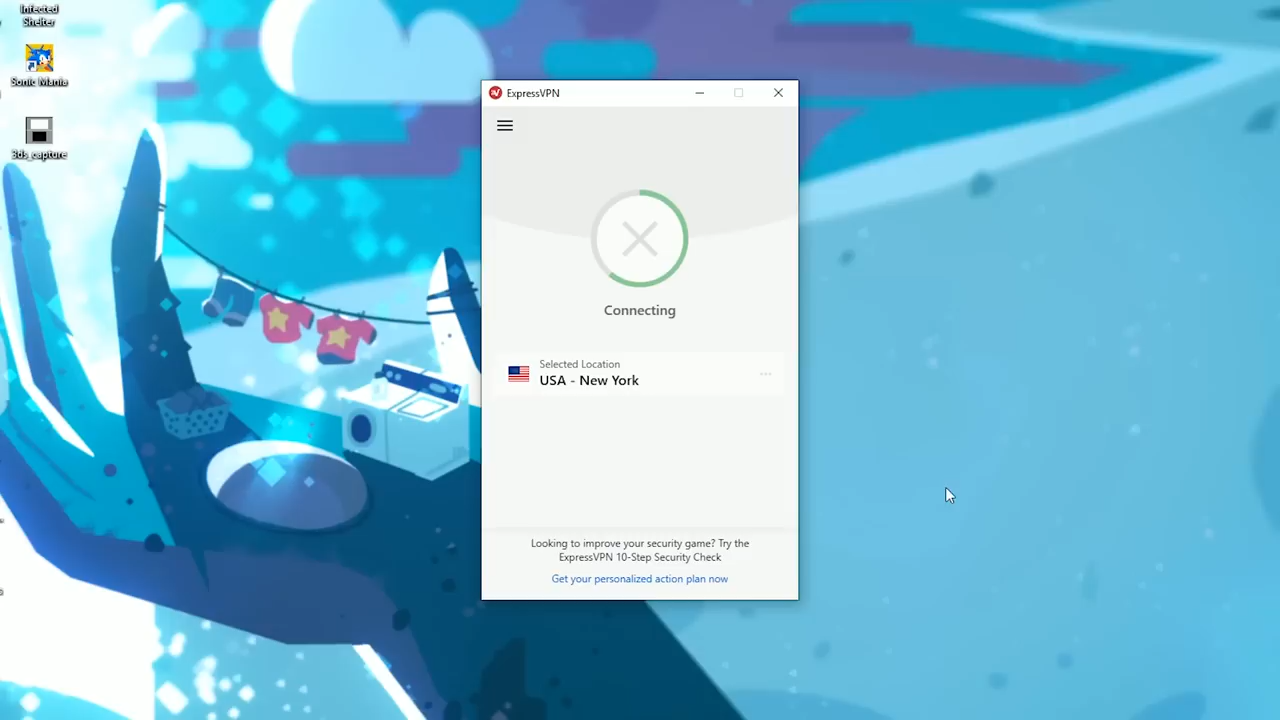 Infected
Shelter
Sonic Mania
3ds_capture
ExpressVPN
Connecting
Selected Location
USA - New York
Looking to improve your security game? Try the
ExpressVPN 10-Step Security Check
Get your personalized action plan now